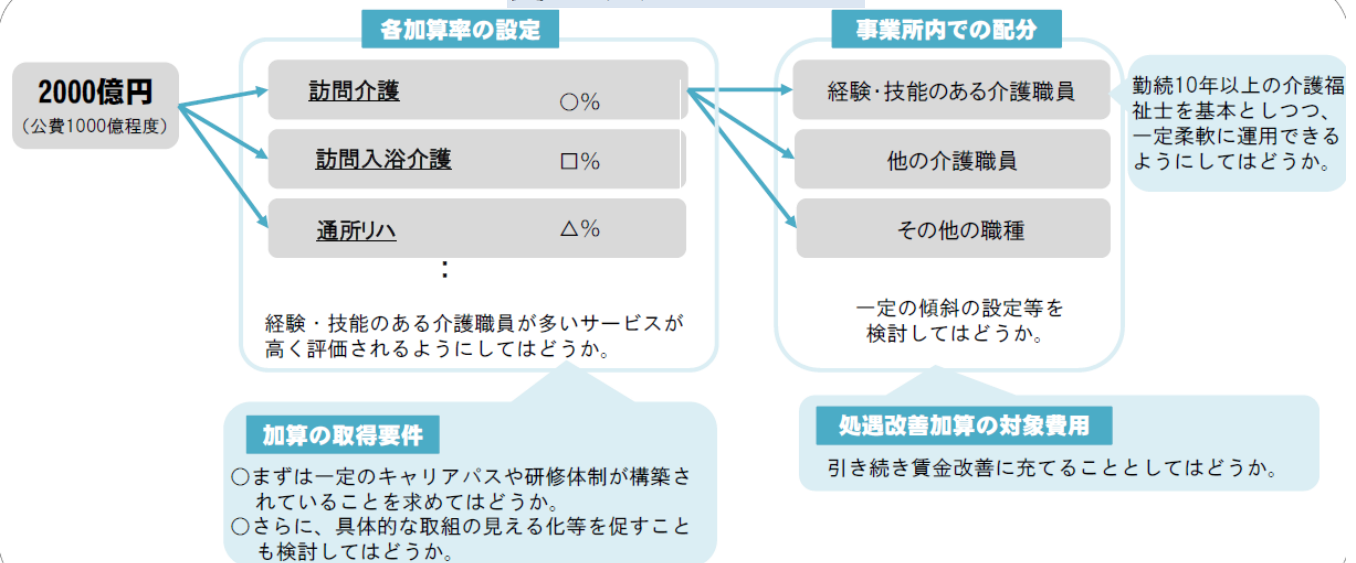 各加算率の設定
2000億円
(公費1000億程度)
訪問介護 ○%
訪問入浴介護 □%
通所リハ △%
：
経験・技能のある介護職員が多いサービスが
高く評価されるようにしてはどうか。
事業所内での配分
経験･技能のある介護職員
他の介護職員
その他の職種
一定の傾斜の設定等を
検討してはどうか。
勤続10年以上の介護福
祉士を基本としつつ、
一定柔軟に運用できる
ようにしてはどうか。
加算の取得要件
○まずは一定のキャリアパスや研修体制が構築さ
れていることを求めてはどうか。
○さらに、具体的な取組の見える化等を促すこと
も検討してはどうか。
処遇改善加算の対象費用
引き続き賃金改善に充てることとしてはどうか。